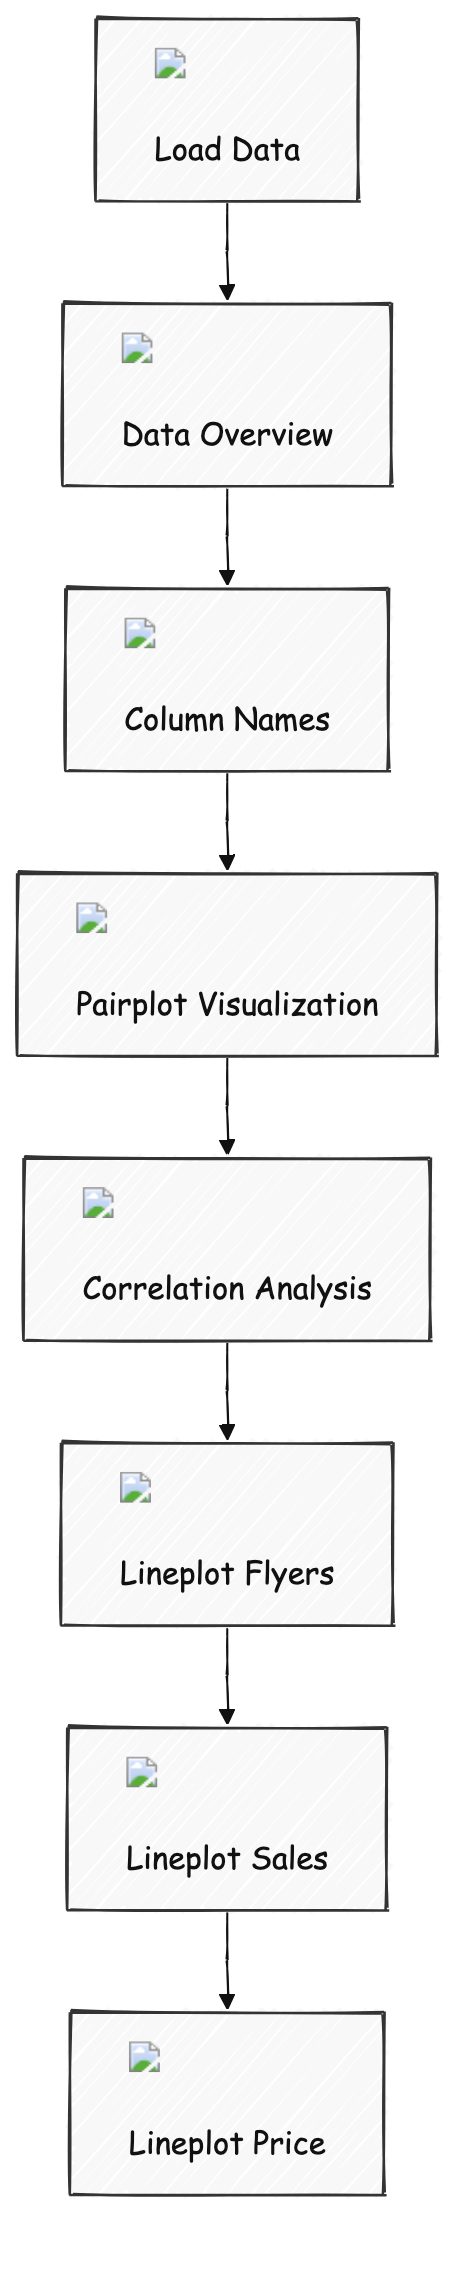 Load Data
Data Overview
Column Names
Pairplot Visualization
Correlation Analysis
Lineplot Flyers
Lineplot Sales
Lineplot Price